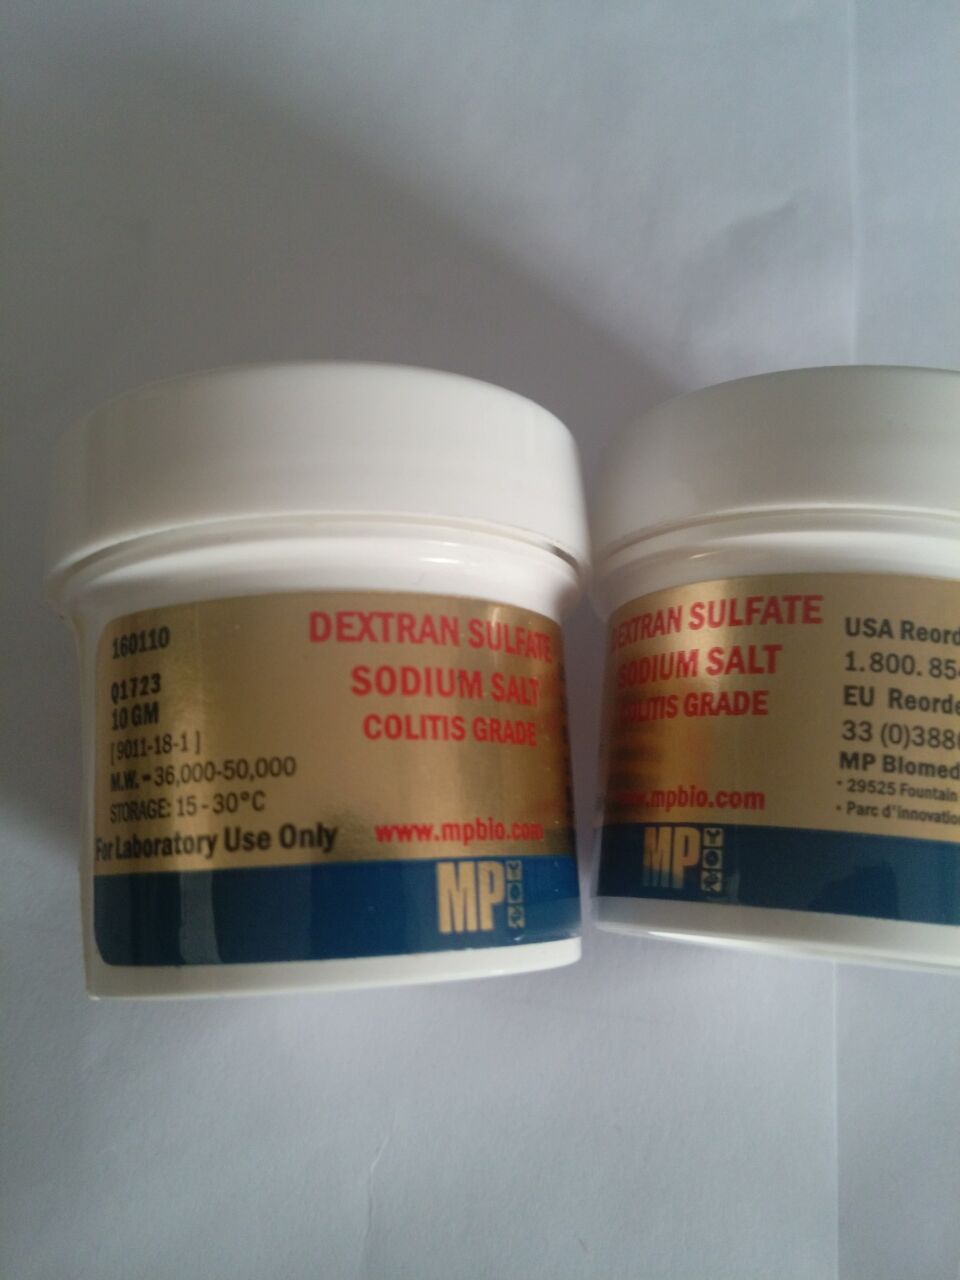 160110
Q1723
10 GM
[9011-18-1]
M.W. - 36,000-50,000
STORAGE: 15 - 30°C
For Laboratory Use Only
DEXTRAN SULFATE
SODIUM SALT
COLITIS GRADE
www.mpbio.com
MP
DEXTRAN SULFATE
SODIUM SALT
COLITIS GRADE
www.mpbio.com
MP
USA Reord
1.800. 854
EU Reorde
33 (0)388
MP Biomed
• 29525 Fountain
• Parc d'innovatio